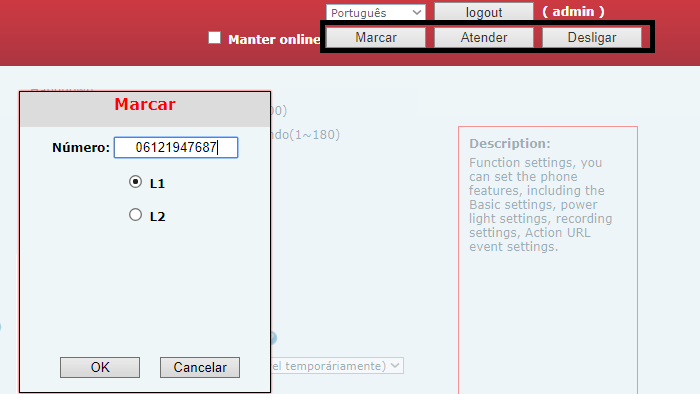 Português logout ( admin )
Manter online Marcar Atender Desligar
Marcar
Número: 06121947687
L1
L2
OK Cancelar
00)
ndo(1~180)
el temporáriamente)
Description:
Function settings, you
can set the phone
features, including the
Basic settings, power
light settings, recording
settings, Action URL
event settings.